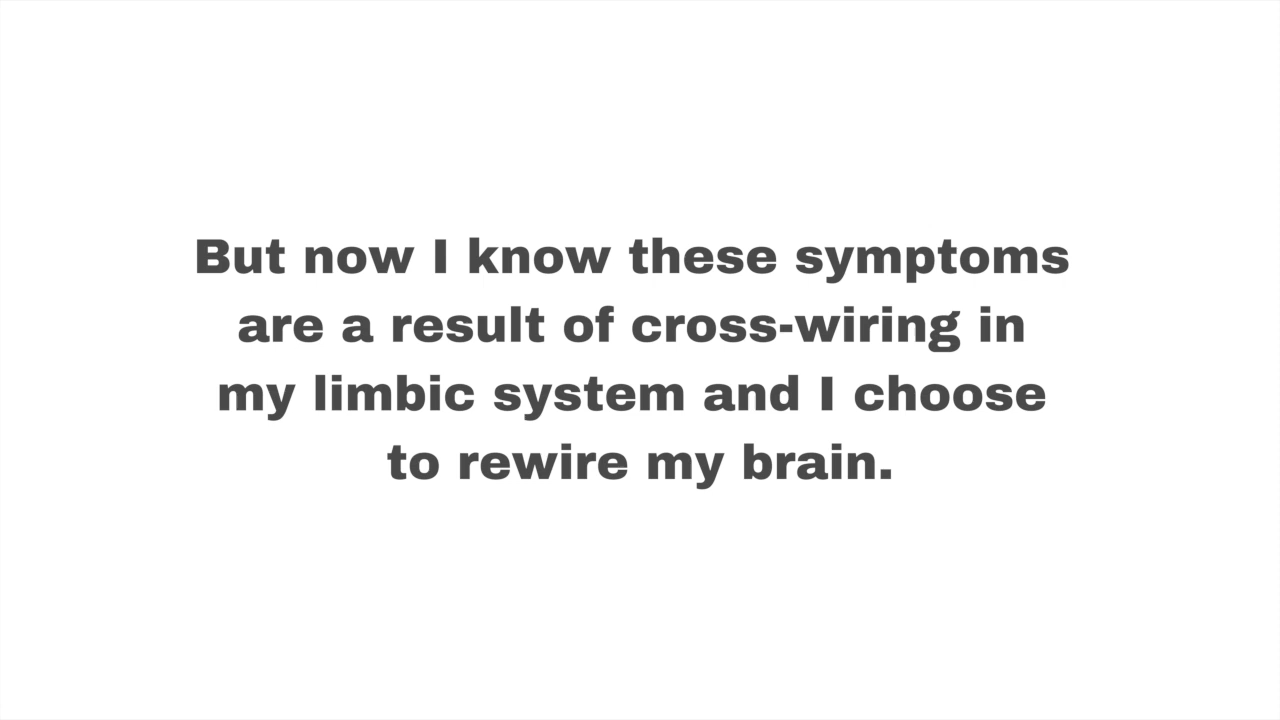 But now I know these symptoms
are a result of cross-wiring in
my limbic system and I choose
to rewire my brain.